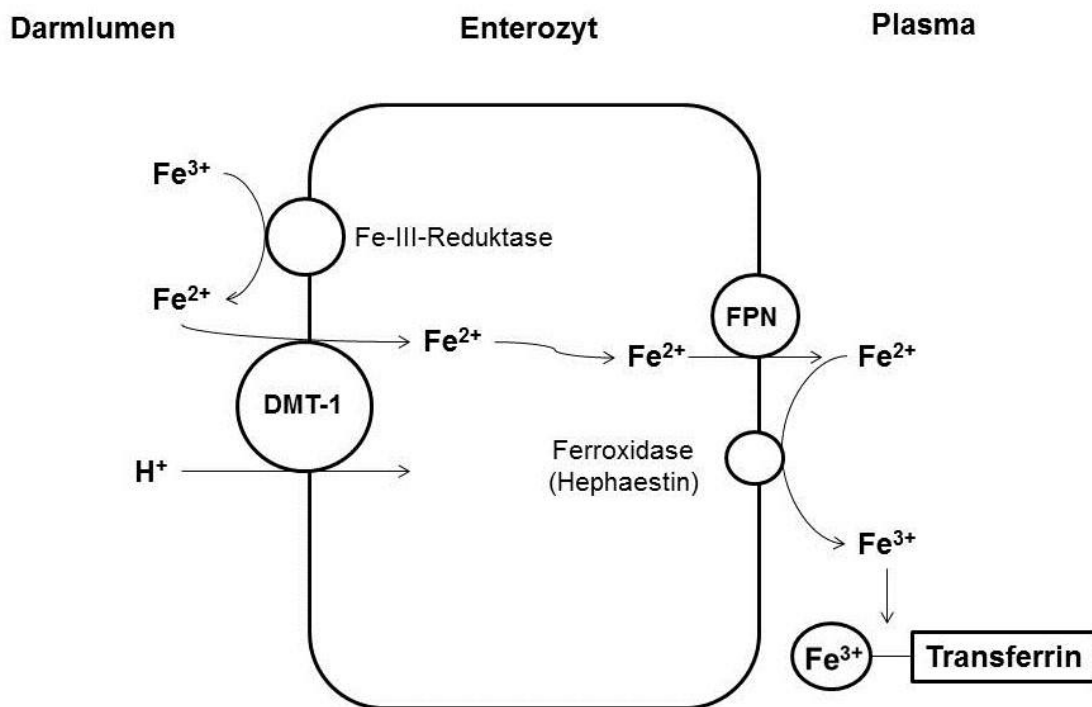 Darmlumen
Enterozyt
Plasma
Fe³⁺
Fe-III-Reduktase
Fe²⁺
Fe²⁺
Fe²⁺
FPN
Fe²⁺
DMT-1
H⁺
Ferroxidase
(Hephaestin)
Fe³⁺
Fe³⁺
Transferrin